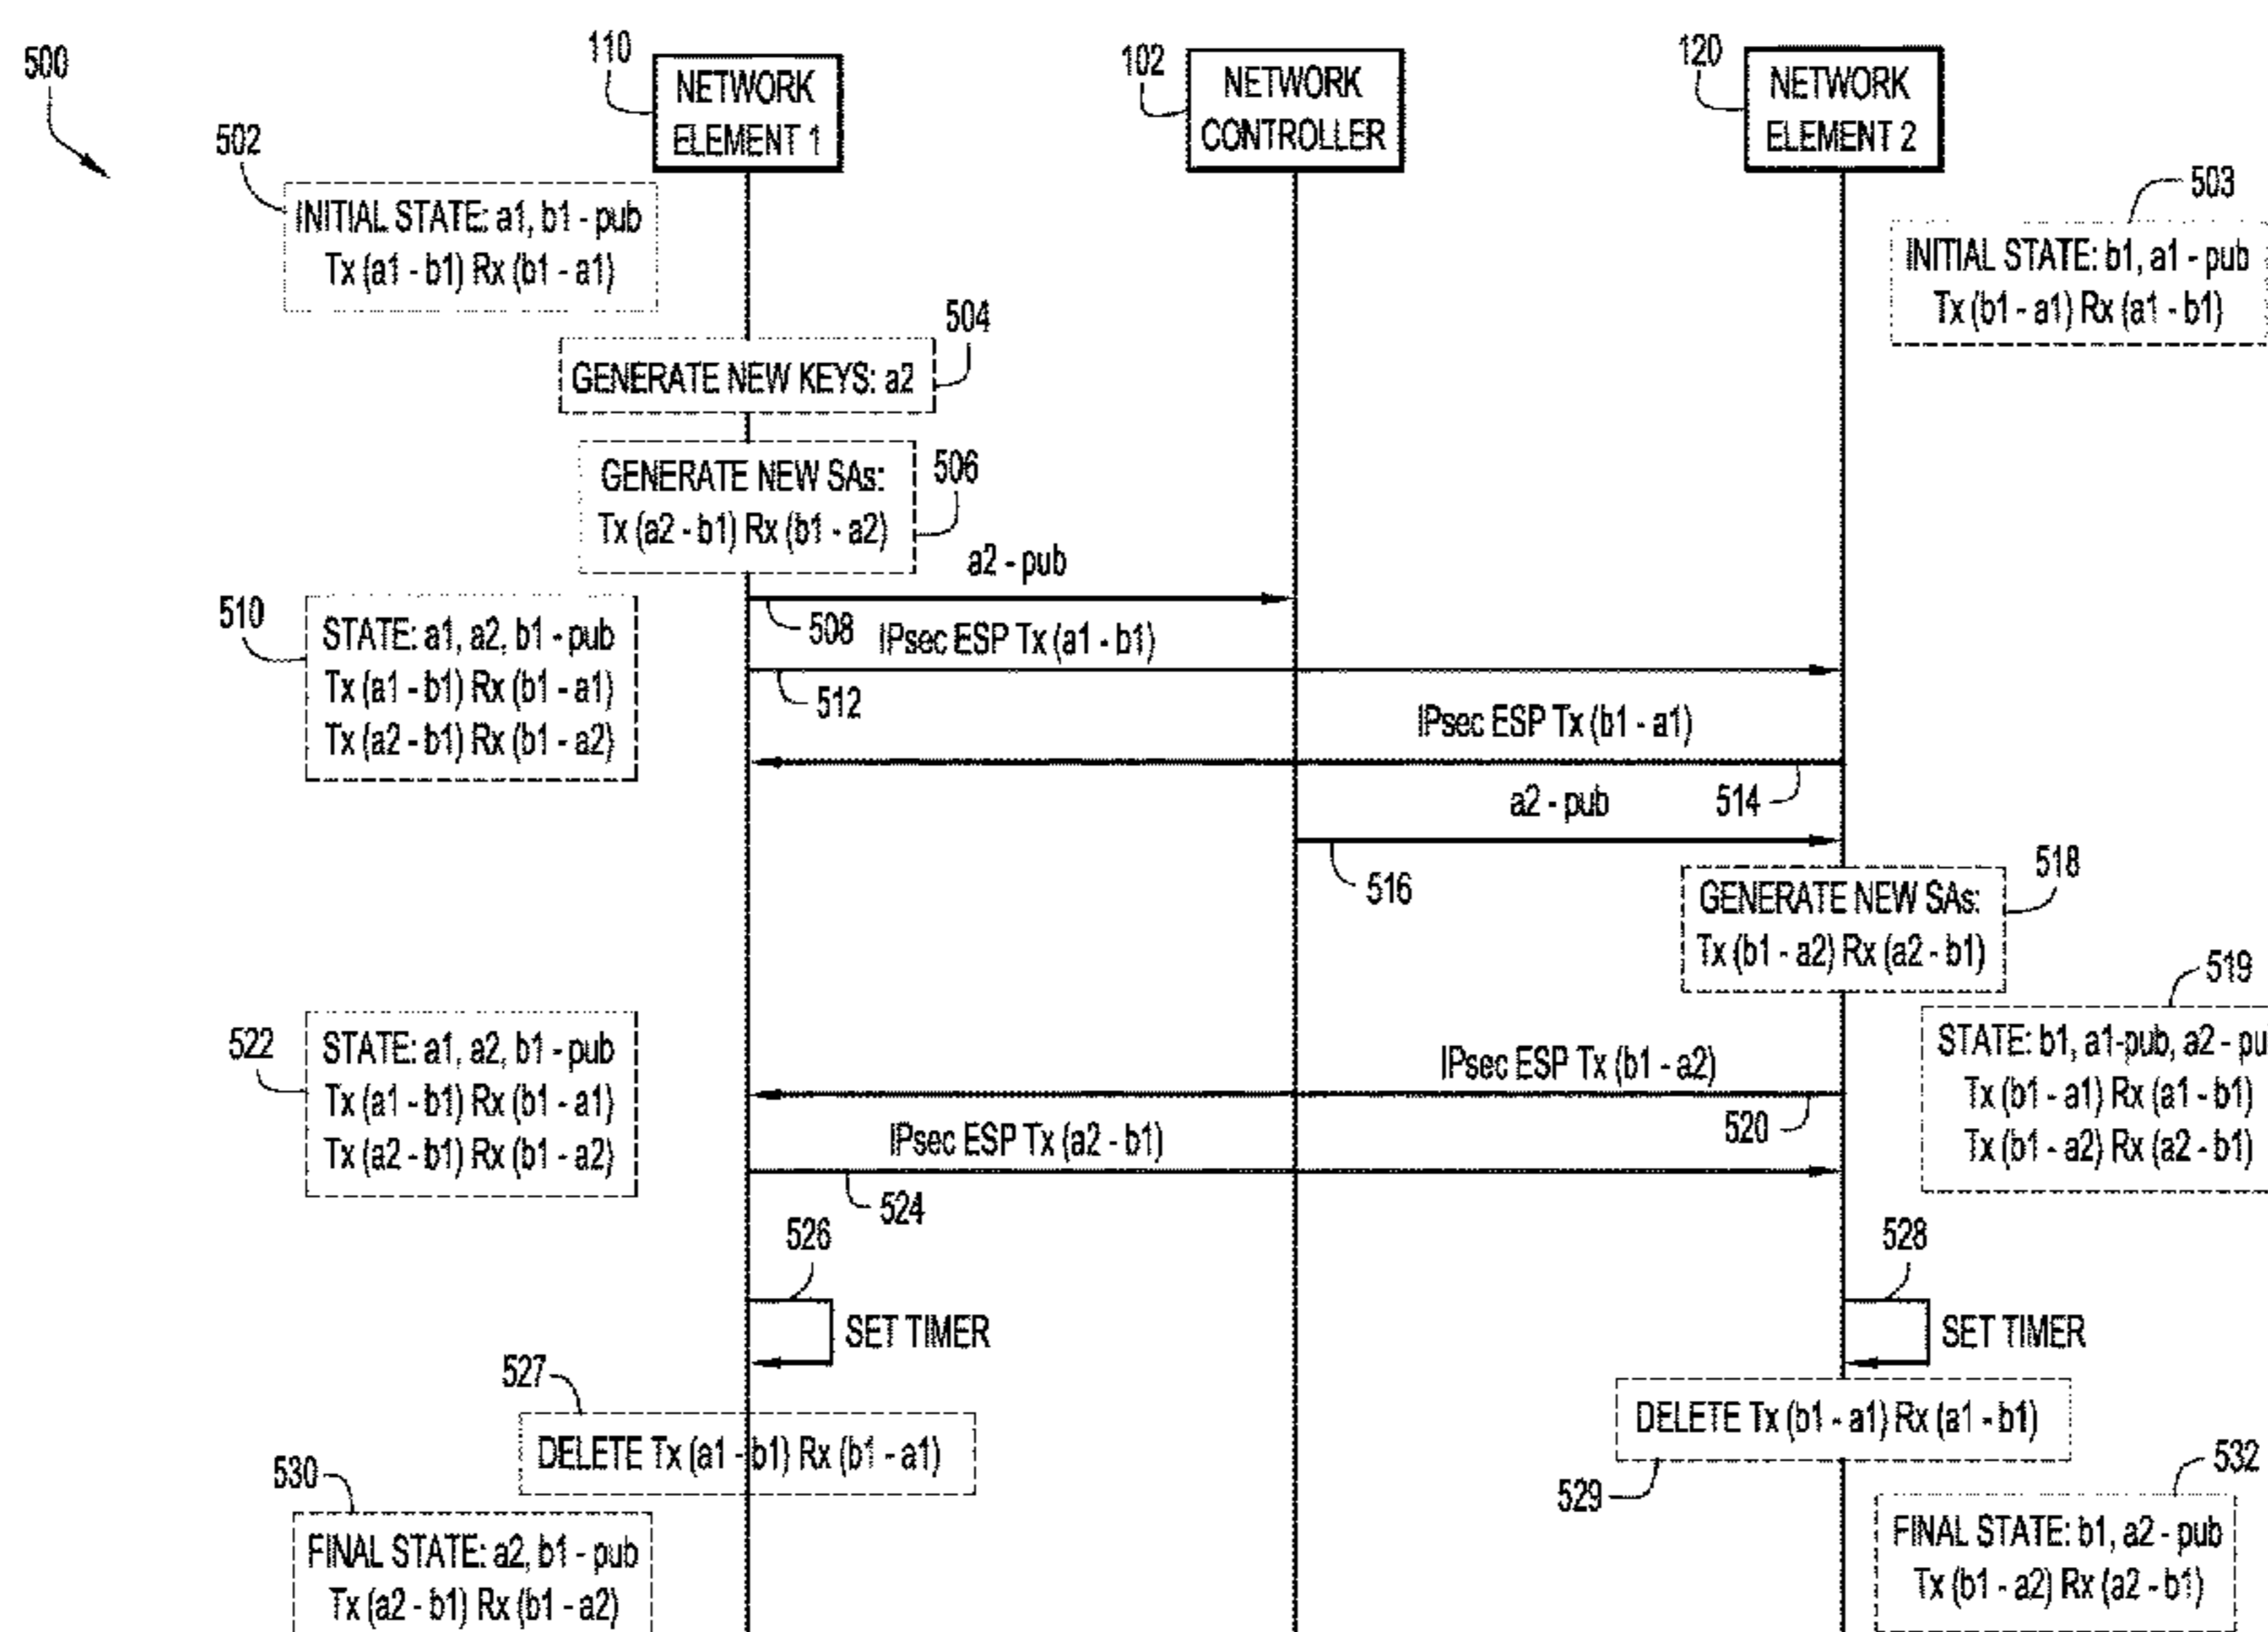 500
110
NETWORK
ELEMENT 1
102
NETWORK
CONTROLLER
120
NETWORK
ELEMENT 2
502
INITIAL STATE: a1, b1 - pub
Tx (a1 - b1) Rx (b1 - a1)
503
INITIAL STATE: b1, a1 - pub
Tx (b1 - a1) Rx (a1 - b1)
504
GENERATE NEW KEYS: a2
506
GENERATE NEW SAs:
Tx (a2 - b1) Rx (b1 - a2)
a2 - pub
508
510
STATE: a1, a2, b1 - pub
Tx (a1 - b1) Rx (b1 - a1)
Tx (a2 - b1) Rx (b1 - a2)
IPsec ESP Tx (a1 - b1)
512
IPsec ESP Tx (b1 - a1)
514
a2 - pub
516
518
GENERATE NEW SAs:
Tx (b1 - a2) Rx (a2 - b1)
519
STATE: b1, a1-pub, a2 - pu
Tx (b1 - a1) Rx (a1 - b1)
Tx (b1 - a2) Rx (a2 - b1)
522
STATE: a1, a2, b1 - pub
Tx (a1 - b1) Rx (b1 - a1)
Tx (a2 - b1) Rx (b1 - a2)
IPsec ESP Tx (b1 - a2)
520
IPsec ESP Tx (a2 - b1)
524
526
SET TIMER
528
SET TIMER
527
DELETE Tx (a1 - b1) Rx (b1 - a1)
DELETE Tx (b1 - a1) Rx (a1 - b1)
529
530
FINAL STATE: a2, b1 - pub
Tx (a2 - b1) Rx (b1 - a2)
532
FINAL STATE: b1, a2 - pub
Tx (b1 - a2) Rx (a2 - b1)